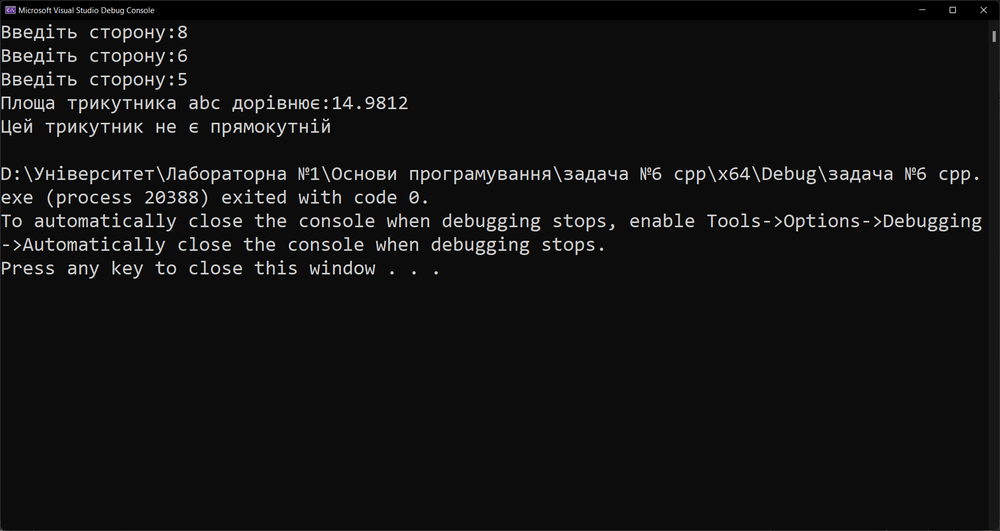 Microsoft Visual Studio Debug Console
Введіть сторону:8
Введіть сторону:6
Введіть сторону:5
Площа трикутника abc дорівнює:14.9812
Цей трикутник не є прямокутній
D:\Університет\Лабораторна №1\Основи програмування\задача №6 cpp\x64\Debug\задача №6 cpp.
exe (process 20388) exited with code 0.
To automatically close the console when debugging stops, enable Tools->Options->Debugging
->Automatically close the console when debugging stops.
Press any key to close this window . . .